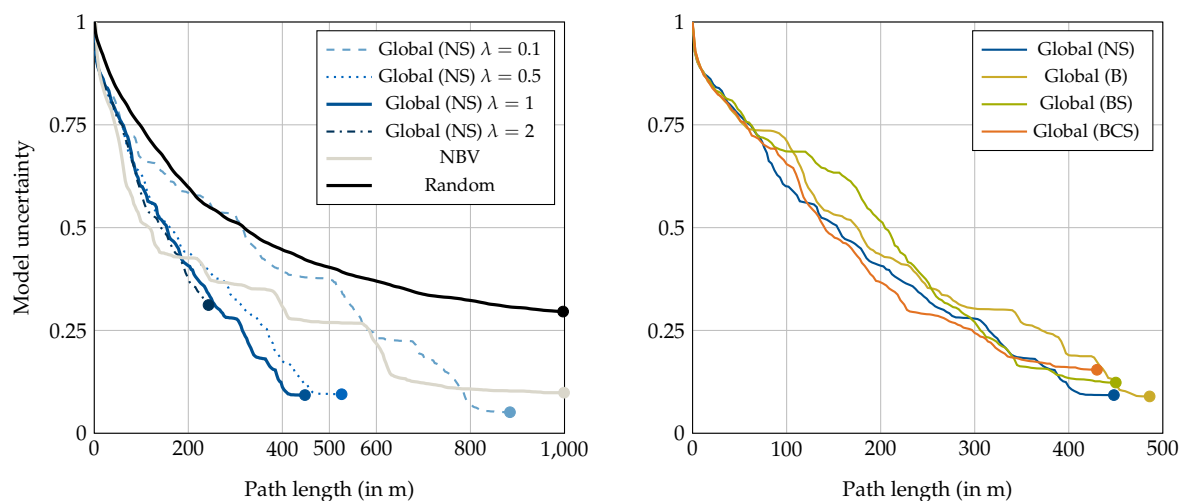 Model uncertainty
1
0.75
0.5
0.25
0
0 200 400 500 600 800 1,000
Path length (in m)
Global (NS) λ = 0.1
Global (NS) λ = 0.5
Global (NS) λ = 1
Global (NS) λ = 2
NBV
Random
1
0.75
0.5
0.25
0
0 100 200 300 400 500
Path length (in m)
Global (NS)
Global (B)
Global (BS)
Global (BCS)